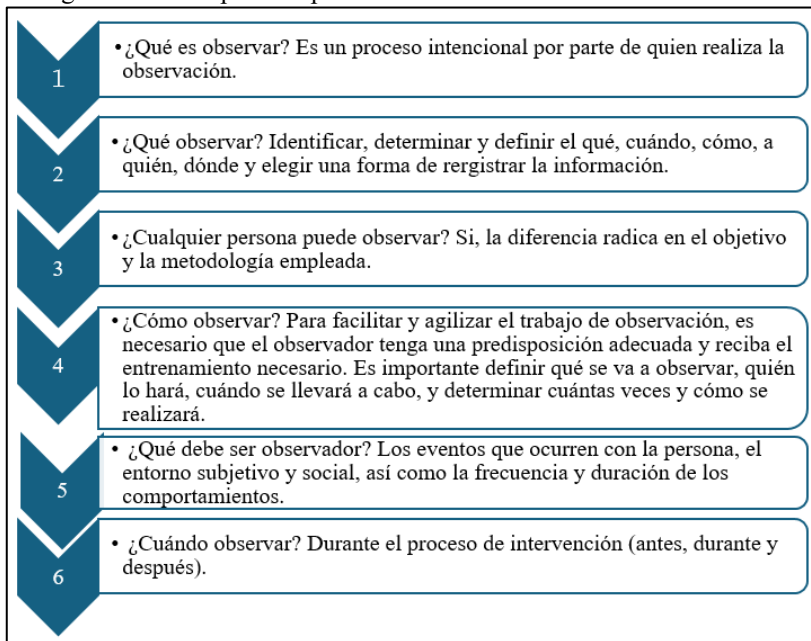 1
• ¿Qué es observar? Es un proceso intencional por parte de quien realiza la
observación.
2
• ¿Qué observar? Identificar, determinar y definir el qué, cuándo, cómo, a
quién, dónde y elegir una forma de rergistrar la información.
3
• ¿Cualquier persona puede observar? Si, la diferencia radica en el objetivo
y la metodología empleada.
4
• ¿Cómo observar? Para facilitar y agilizar el trabajo de observación, es
necesario que el observador tenga una predisposición adecuada y reciba el
entrenamiento necesario. Es importante definir qué se va a observar, quién
lo hará, cuándo se llevará a cabo, y determinar cuántas veces y cómo se
realizará.
5
• ¿Qué debe ser observador? Los eventos que ocurren con la persona, el
entorno subjetivo y social, así como la frecuencia y duración de los
comportamientos.
6
• ¿Cuándo observar? Durante el proceso de intervención (antes, durante y
después).